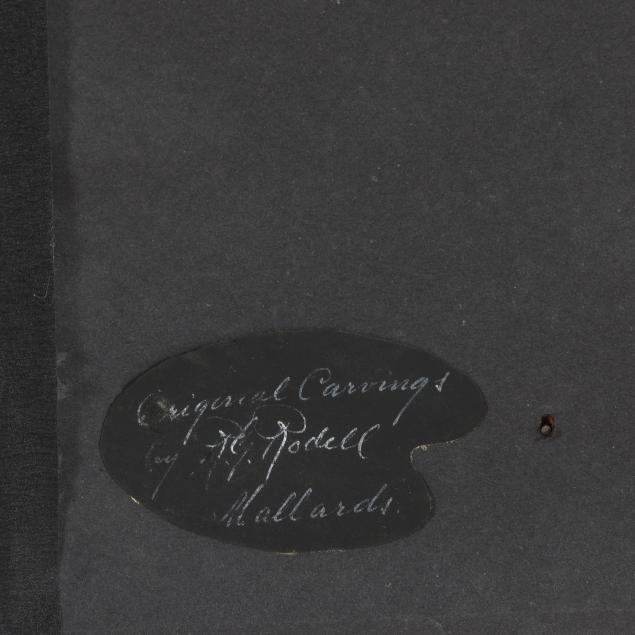 Original Carvings
by R.G. Rodell
Mallards.